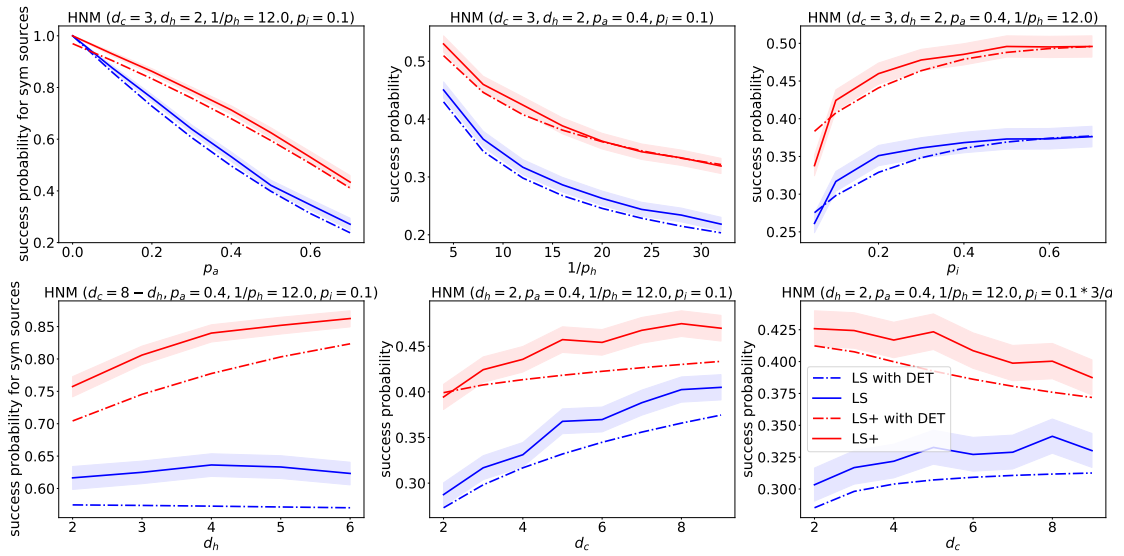 HNM (d_c = 3, d_h = 2, 1/p_h = 12.0, p_i = 0.1)
success probability for sym sources
1.0
0.8
0.6
0.4
0.2
0.0 0.2 0.4 0.6
p_a
HNM (d_c = 3, d_h = 2, p_a = 0.4, p_i = 0.1)
success probability
0.5
0.4
0.3
0.2
5 10 15 20 25 30
1/p_h
HNM (d_c = 3, d_h = 2, p_a = 0.4, 1/p_h = 12.0)
success probability
0.50
0.45
0.40
0.35
0.30
0.25
0.2 0.4 0.6
p_i
HNM (d_c = 8 − d_h, p_a = 0.4, 1/p_h = 12.0, p_i = 0.1)
success probability for sym sources
0.85
0.80
0.75
0.70
0.65
0.60
2 3 4 5 6
d_h
HNM (d_h = 2, p_a = 0.4, 1/p_h = 12.0, p_i = 0.1)
success probability
0.45
0.40
0.35
0.30
2 4 6 8
d_c
HNM (d_h = 2, p_a = 0.4, 1/p_h = 12.0, p_i = 0.1 * 3/d
success probability
0.425
0.400
0.375
0.350
0.325
0.300
2 4 6 8
d_c
LS with DET
LS
LS+ with DET
LS+